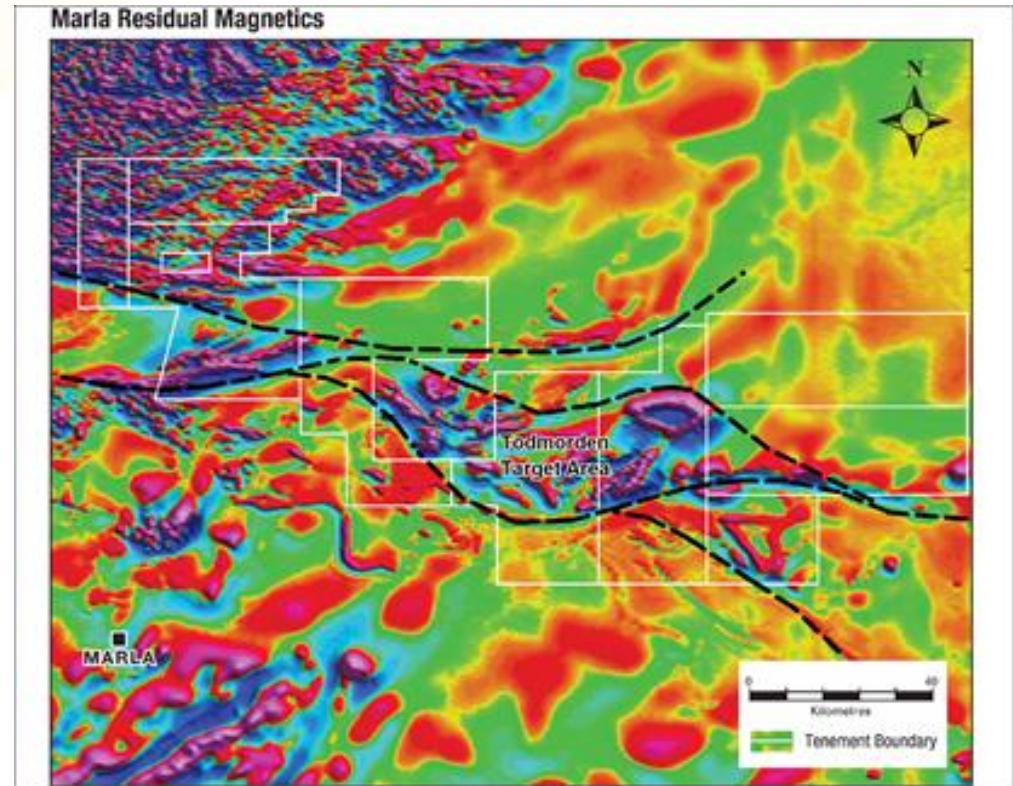 Marla Residual Magnetics
N
Todmorden
Target Area
MARLA
0 40
Kilometres
Tenement Boundary